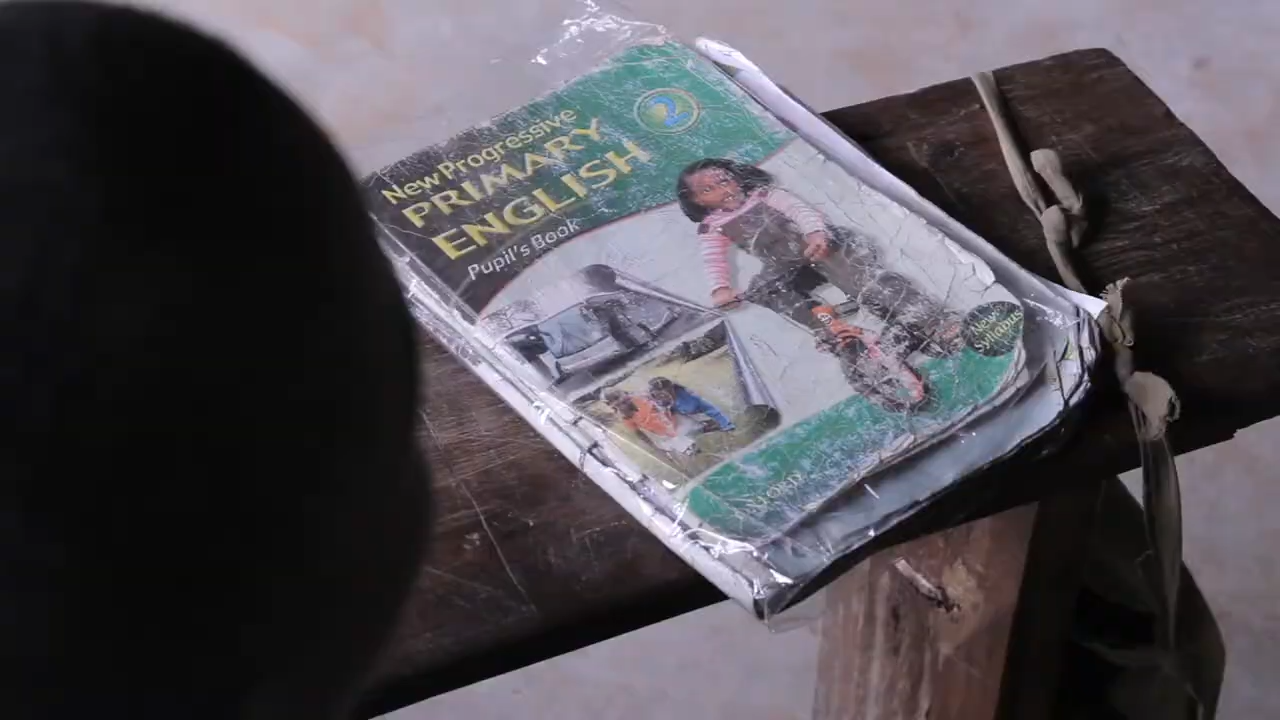 2
New Progressive
PRIMARY
ENGLISH
Pupil's Book
New
Syllabus